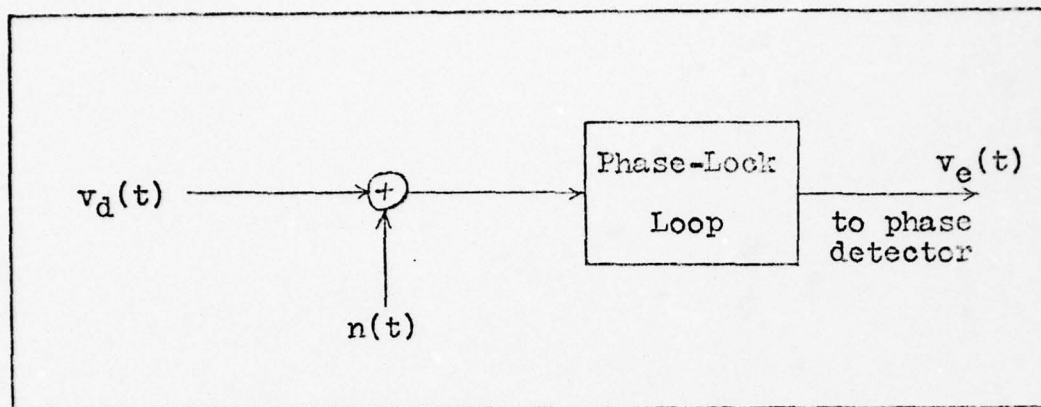 v_d(t)
+
n(t)
Phase-Lock
Loop
v_e(t)
to phase
detector